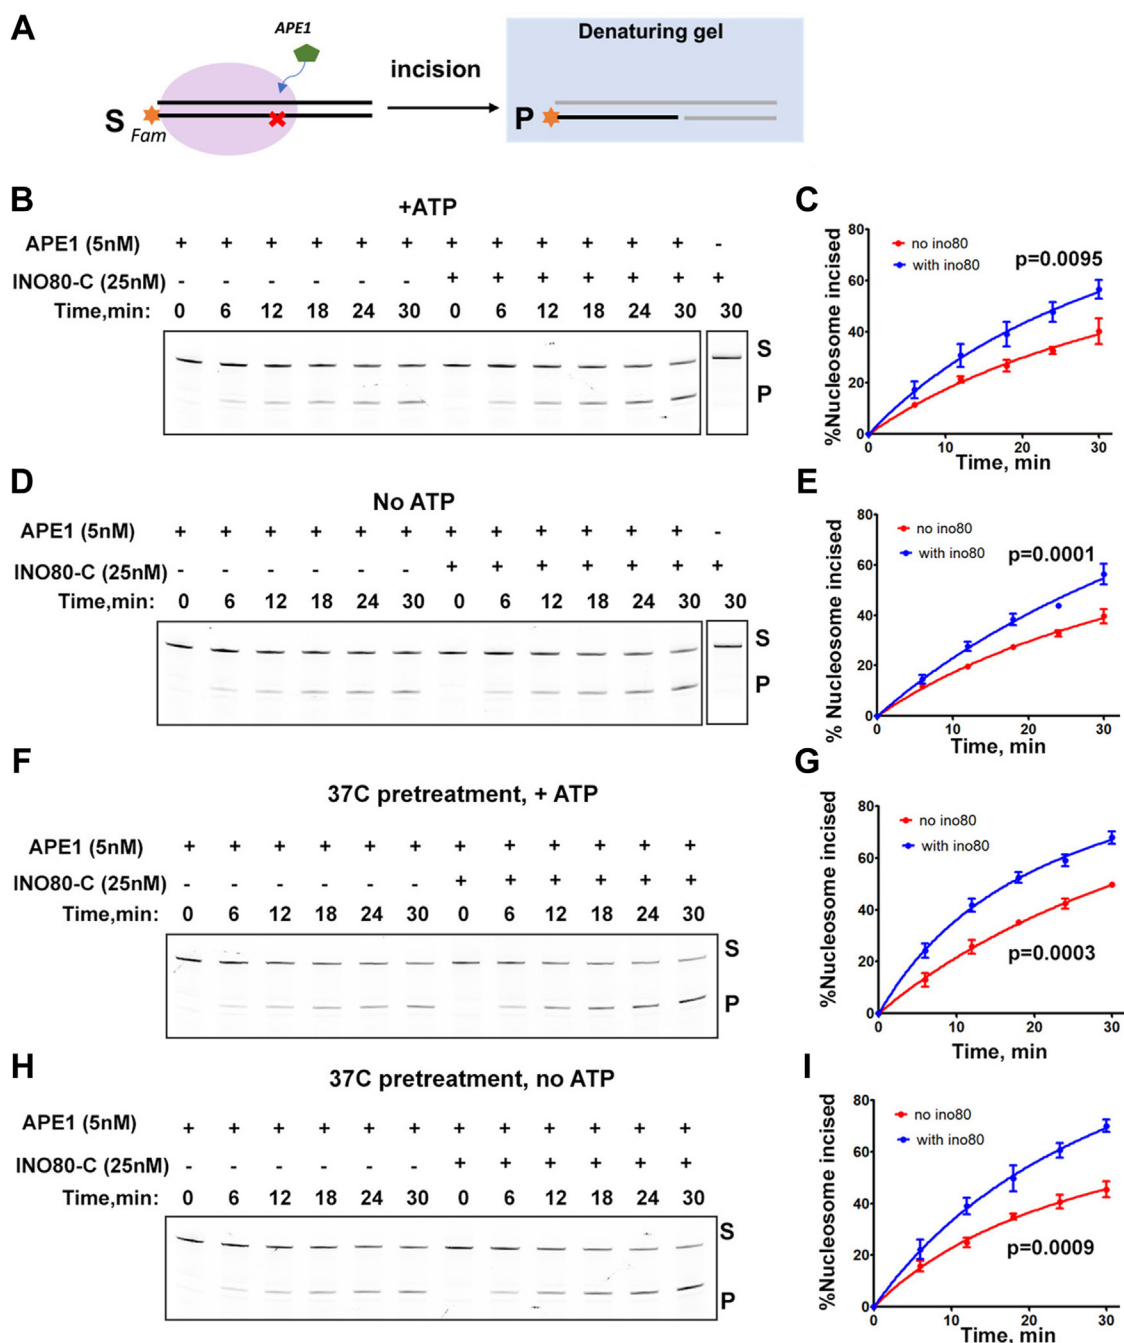 A
APE1
Denaturing gel
incision
S
Fam
P
B
+ATP
APE1 (5nM) + + + + + + + + + + + + -
INO80-C (25nM) - - - - - - + + + + + + +
Time,min: 0 6 12 18 24 30 0 6 12 18 24 30 30
S
P
C
80
60
40
20
0
%Nucleosome incised
no ino80
with ino80
p=0.0095
10 20 30
Time, min
D
No ATP
APE1 (5nM) + + + + + + + + + + + + -
INO80-C (25nM) - - - - - - + + + + + + +
Time,min: 0 6 12 18 24 30 0 6 12 18 24 30 30
S
P
E
80
60
40
20
0
% Nucleosome incised
no ino80
with ino80
p=0.0001
0 10 20 30
Time, min
F
37C pretreatment, + ATP
APE1 (5nM) + + + + + + + + + + + +
INO80-C (25nM) - - - - - - + + + + + +
Time,min: 0 6 12 18 24 30 0 6 12 18 24 30
S
P
G
80
60
40
20
0
%Nucleosome incised
no ino80
with ino80
p=0.0003
0 10 20 30
Time, min
H
37C pretreatment, no ATP
APE1 (5nM) + + + + + + + + + + + +
INO80-C (25nM) - - - - - - + + + + + +
Time,min: 0 6 12 18 24 30 0 6 12 18 24 30
S
P
I
80
60
40
20
0
%Nucleosome incised
no ino80
with ino80
p=0.0009
0 10 20 30
Time, min